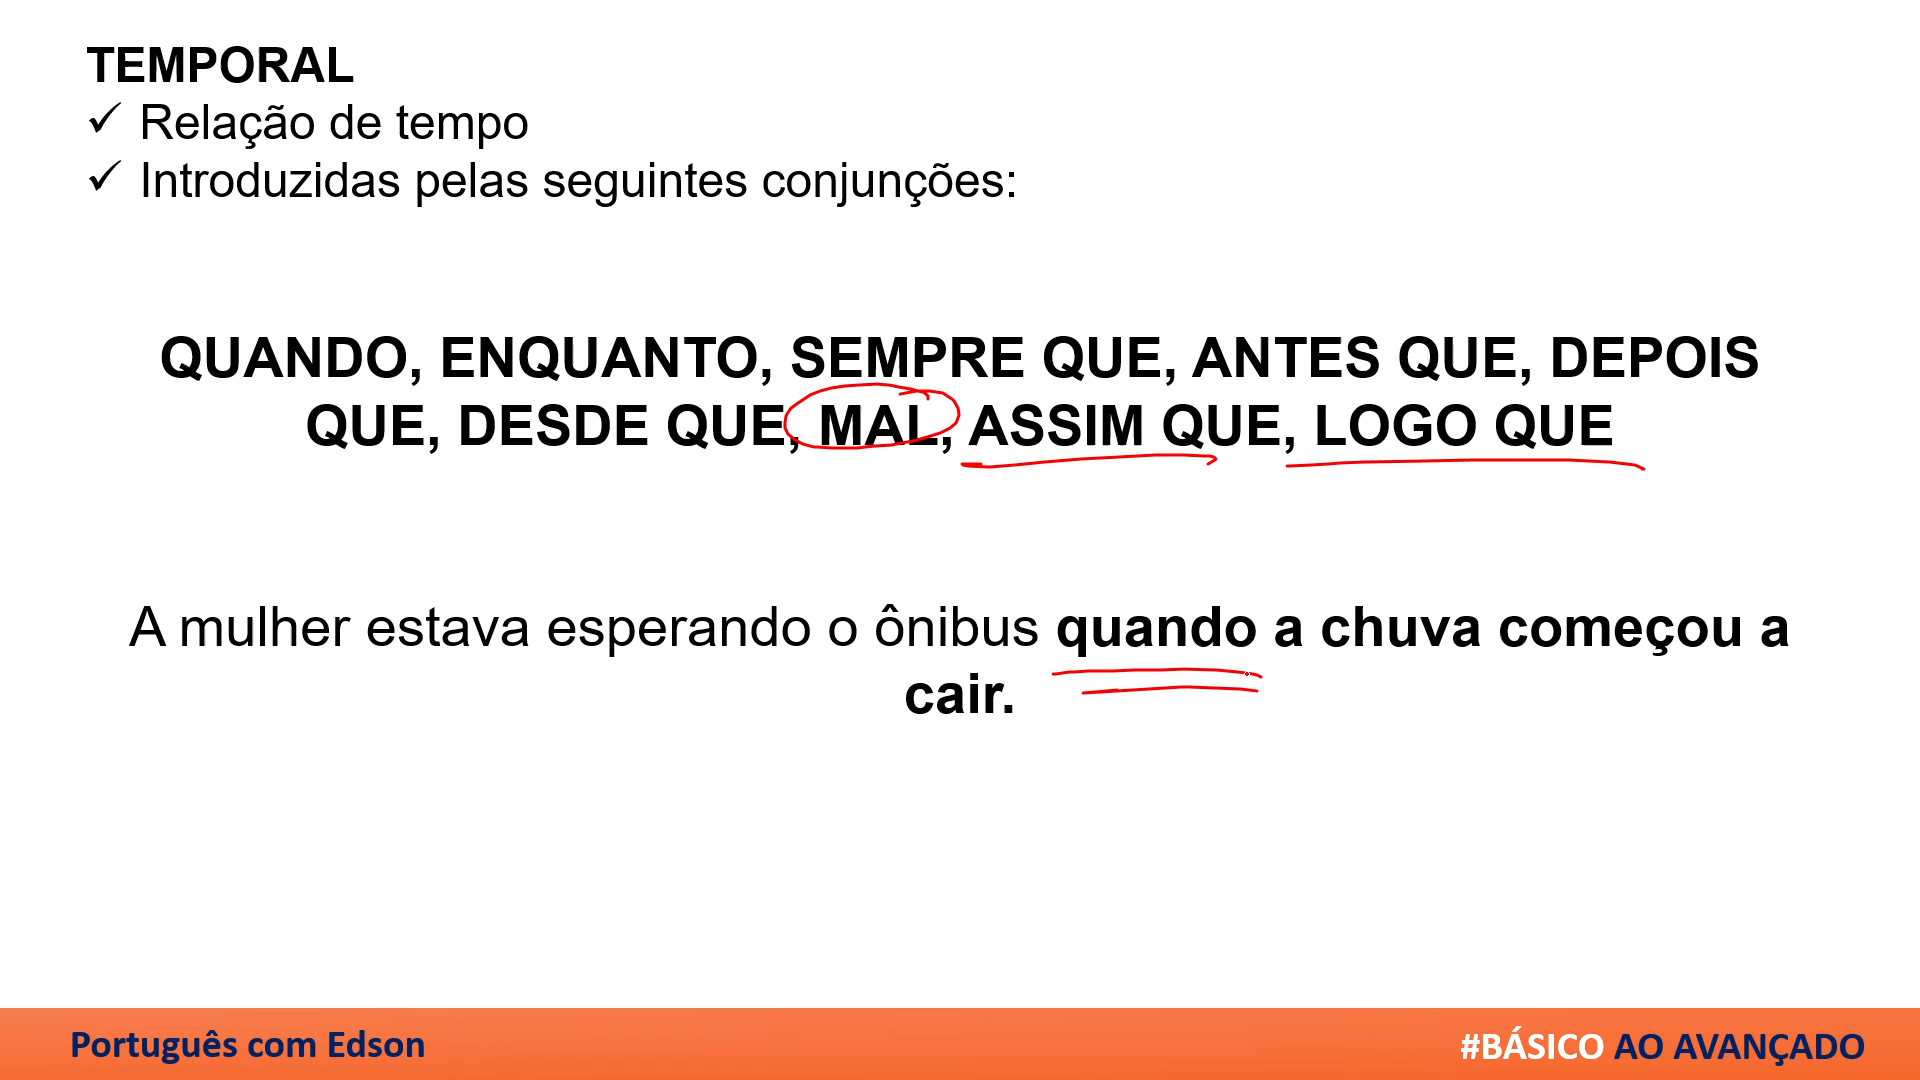 TEMPORAL
✓ Relação de tempo
✓ Introduzidas pelas seguintes conjunções:
QUANDO, ENQUANTO, SEMPRE QUE, ANTES QUE, DEPOIS
QUE, DESDE QUE, MAL, ASSIM QUE, LOGO QUE
A mulher estava esperando o ônibus quando a chuva começou a
cair.
Português com Edson
#BÁSICO AO AVANÇADO